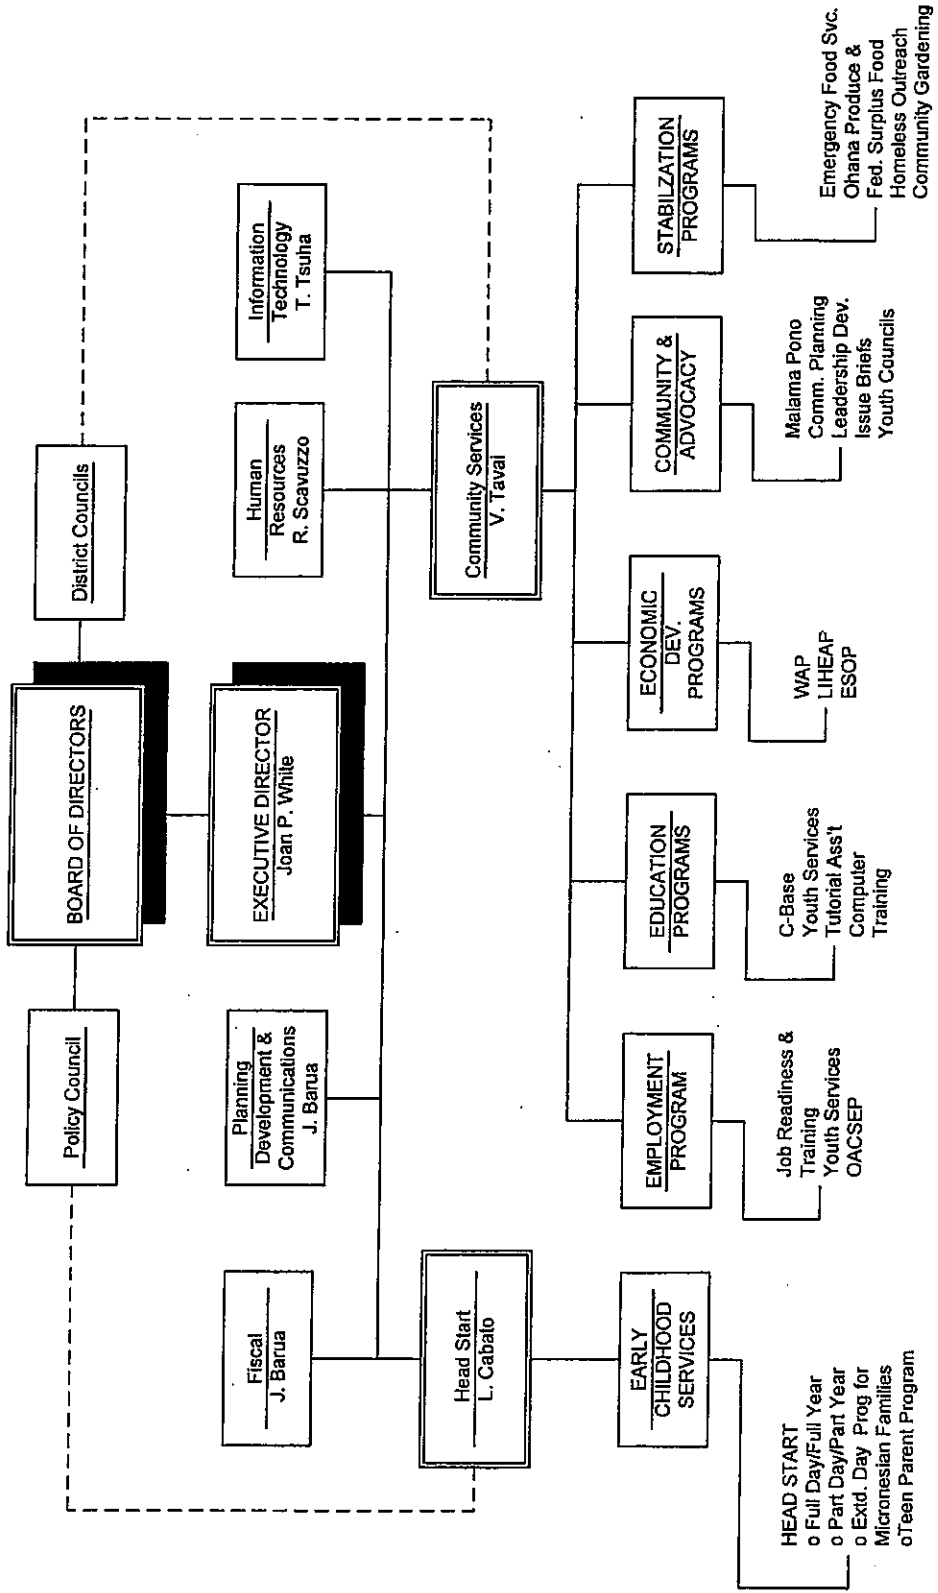 Policy Council
BOARD OF DIRECTORS
District Councils
EXECUTIVE DIRECTOR
Joan P. White
Fiscal
J. Barua
Planning
Development &
Communications
J. Barua
Human
Resources
R. Scavuzzo
Information
Technology
T. Tsuha
Head Start
L. Cabato
Community Services
V. Tavai
EARLY
CHILDHOOD
SERVICES
EMPLOYMENT
PROGRAM
EDUCATION
PROGRAMS
ECONOMIC
DEV.
PROGRAMS
COMMUNITY &
ADVOCACY
STABILZATION
PROGRAMS
HEAD START
o Full Day/Full Year
o Part Day/Part Year
o Extd. Day Prog for
Micronesian Families
oTeen Parent Program
Job Readiness &
Training
Youth Services
OACSEP
C-Base
Youth Services
Tutorial Ass't
Computer
Training
WAP
LIHEAP
ESOP
Malama Pono
Comm. Planning
Leadership Dev.
Issue Briefs
Youth Councils
Emergency Food Svc.
Ohana Produce &
Fed. Surplus Food
Homeless Outreach
Community Gardening